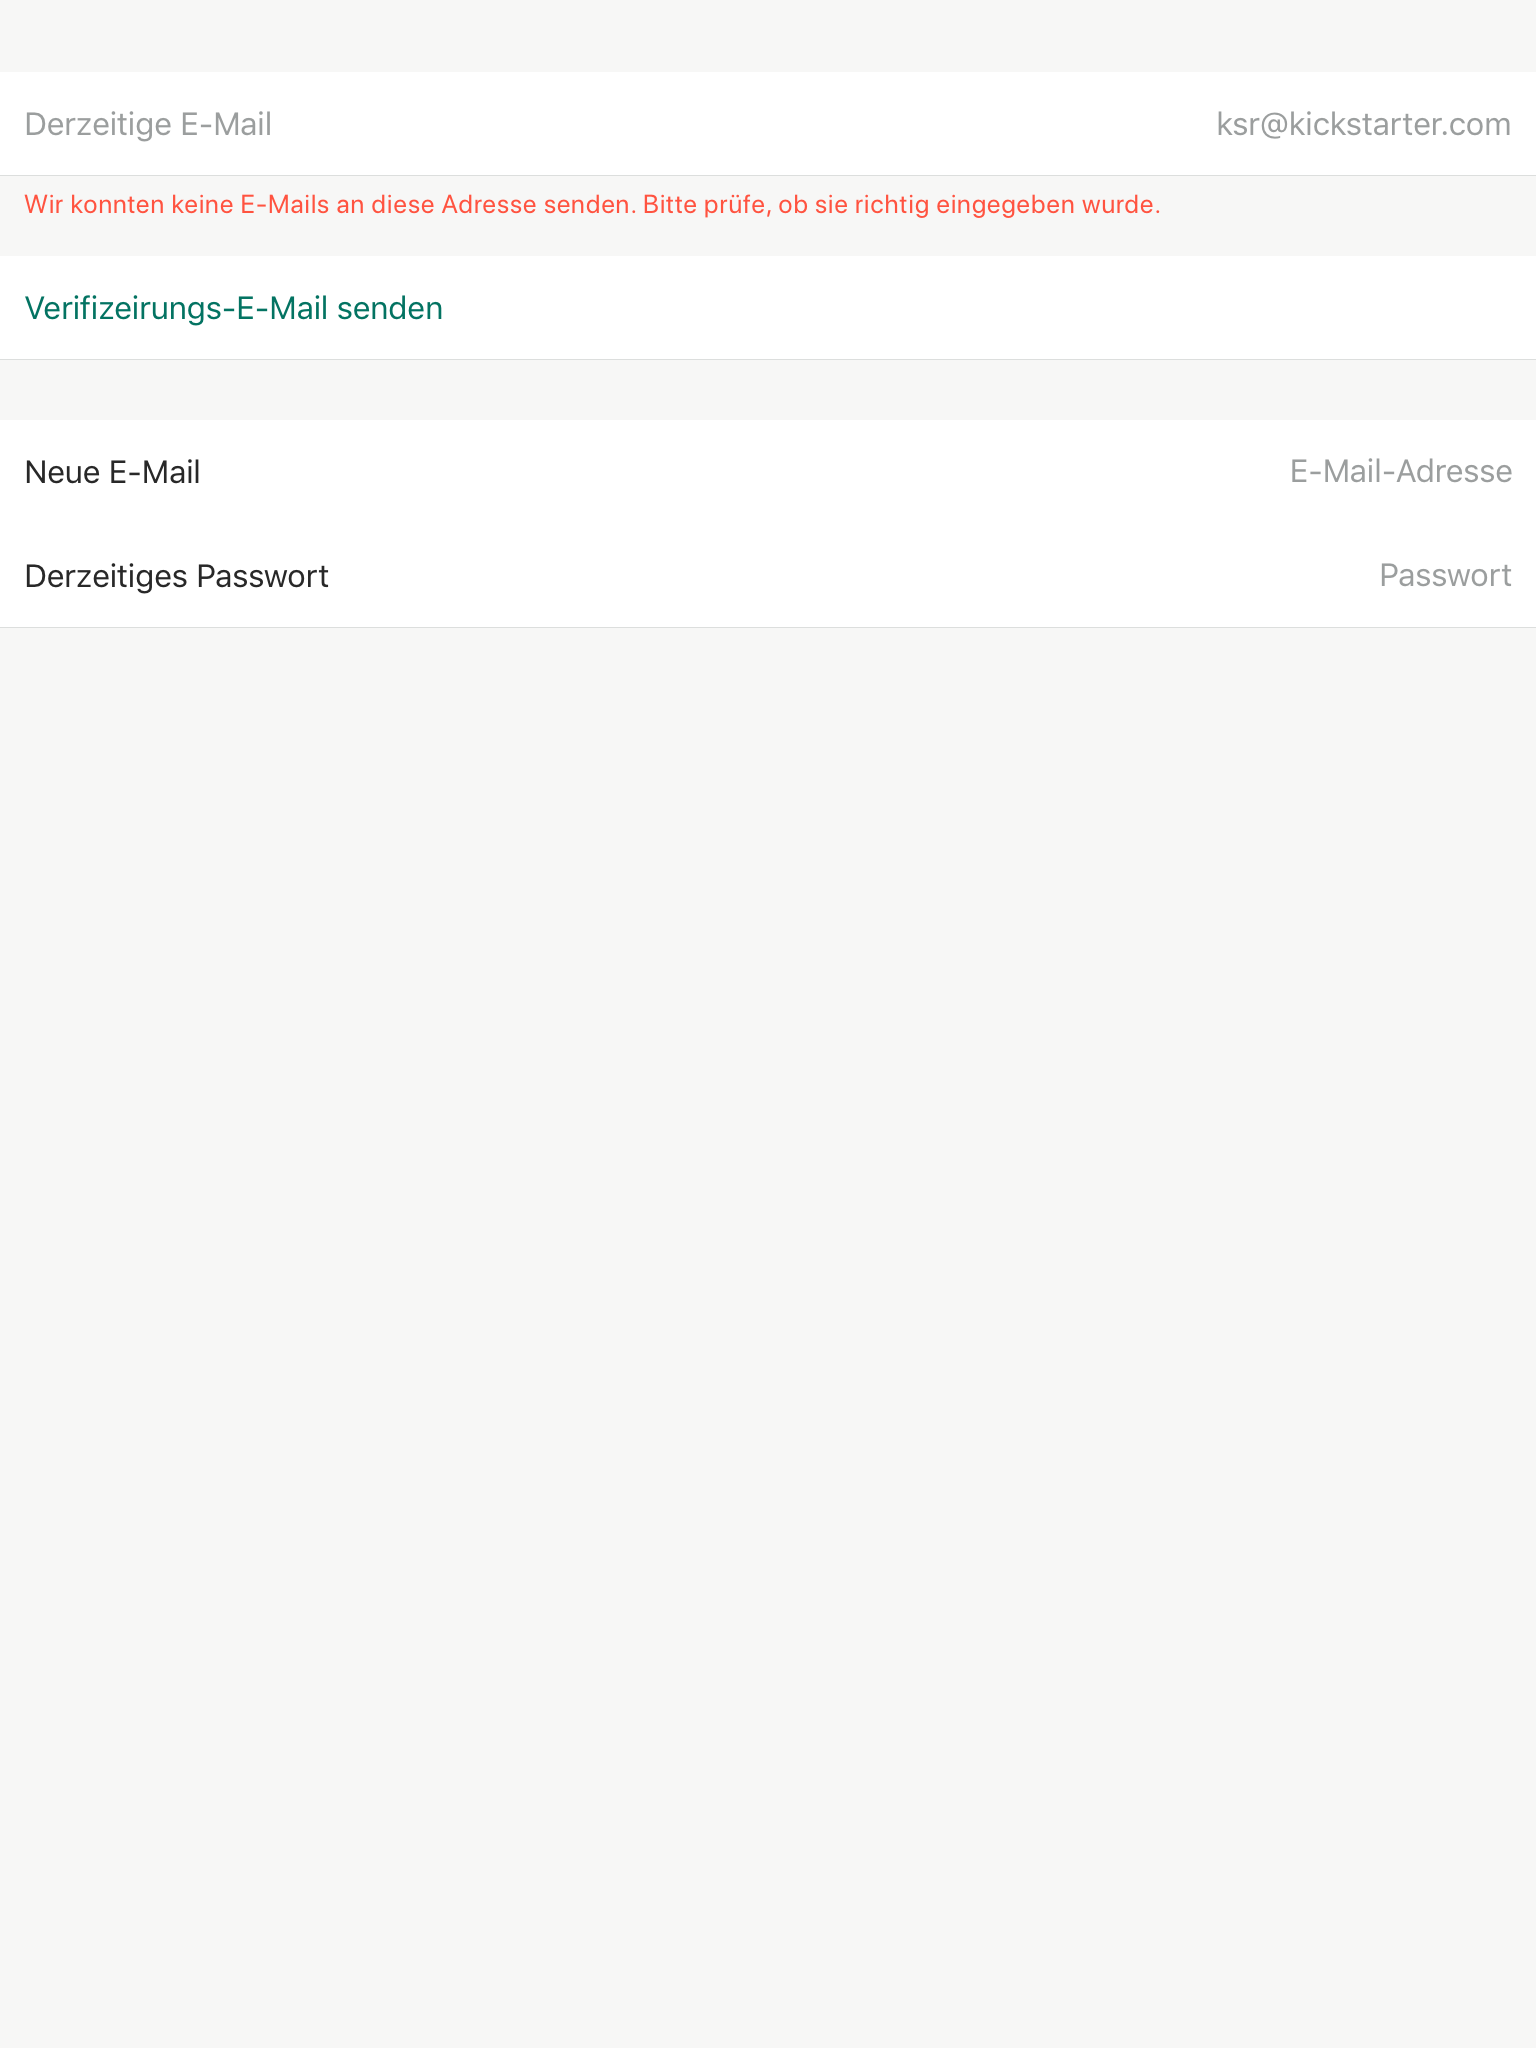 Derzeitige E-Mail ksr@kickstarter.com
Wir konnten keine E-Mails an diese Adresse senden. Bitte prüfe, ob sie richtig eingegeben wurde.
Verifizeirungs-E-Mail senden
Neue E-Mail E-Mail-Adresse
Derzeitiges Passwort Passwort